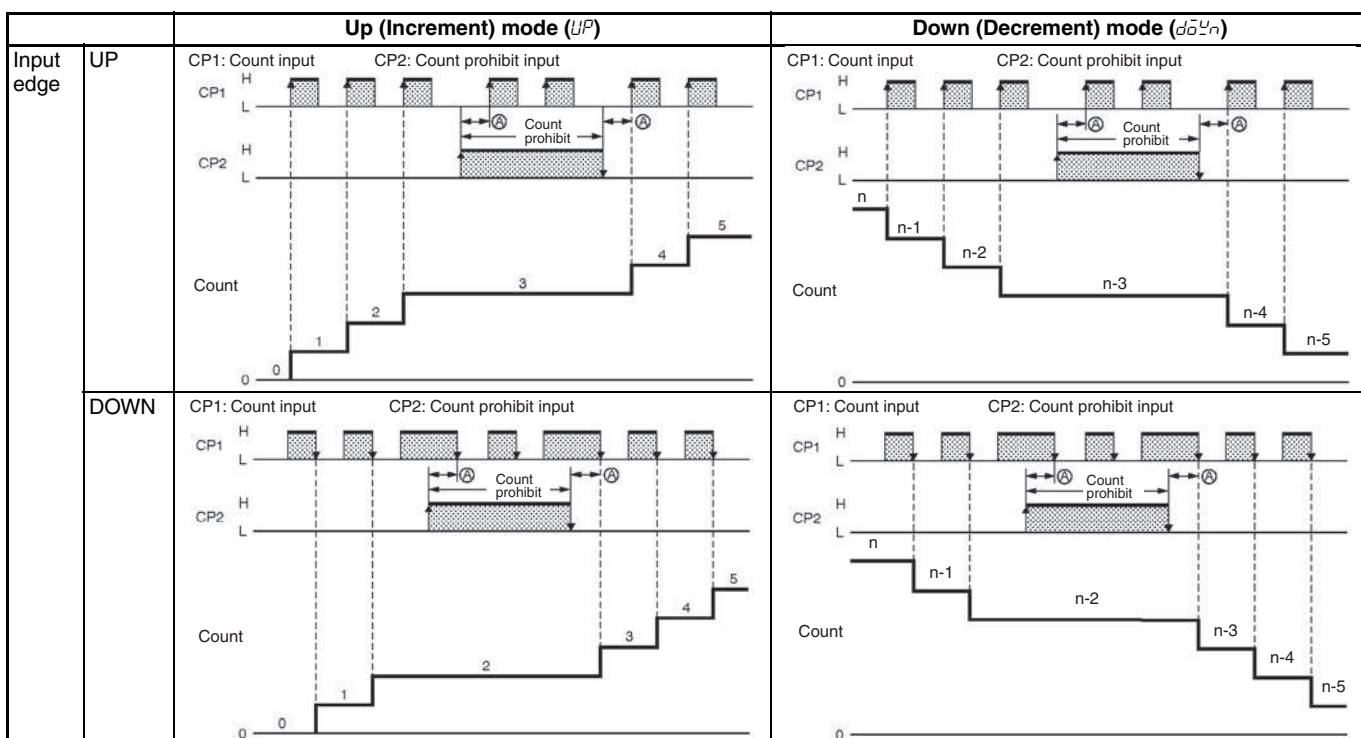 Up (Increment) mode (UP)
Down (Decrement) mode (doWn)
Input edge
UP
CP1: Count input CP2: Count prohibit input
H
CP1
L
A
Count prohibit
A
H
CP2
L
Count
0
0
1
2
3
4
5
CP1: Count input CP2: Count prohibit input
H
CP1
L
A
Count prohibit
A
H
CP2
L
n
n-1
n-2
n-3
n-4
n-5
Count
0
DOWN
CP1: Count input CP2: Count prohibit input
H
CP1
L
A
Count prohibit
A
H
CP2
L
Count
0
0
1
2
3
4
5
CP1: Count input CP2: Count prohibit input
H
CP1
L
A
Count prohibit
A
H
CP2
L
n
n-1
n-2
n-3
n-4
n-5
Count
0